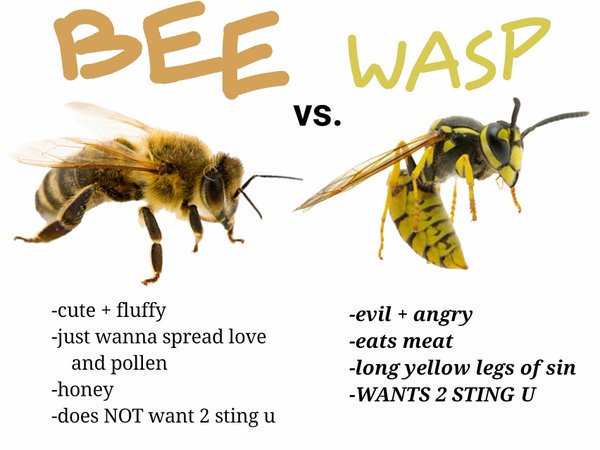 BEE
WASP
vs.
-cute + fluffy
-just wanna spread love
and pollen
-honey
-does NOT want 2 sting u
-evil + angry
-eats meat
-long yellow legs of sin
-WANTS 2 STING U